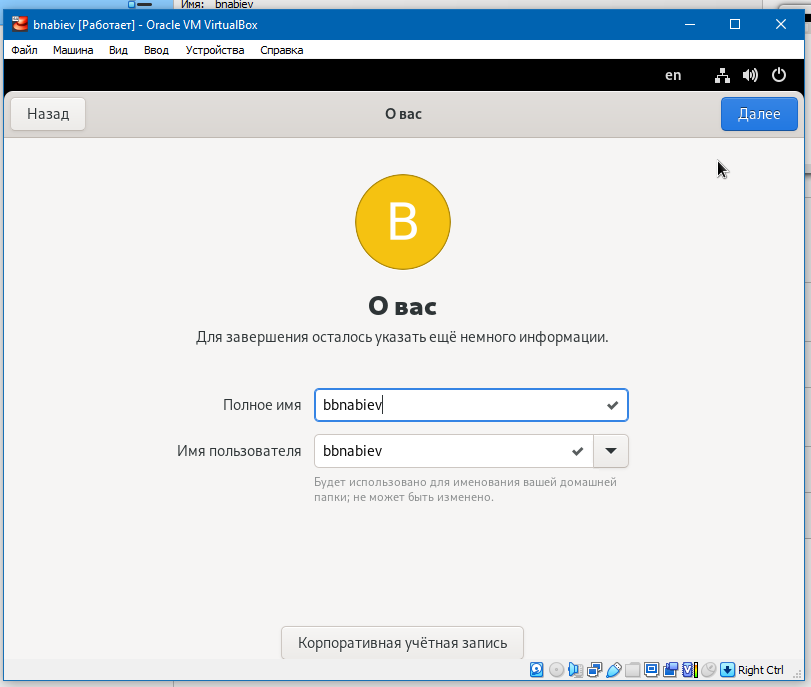 Имя: bnabiev
bnabiev [Работает] - Oracle VM VirtualBox
Файл Машина Вид Ввод Устройства Справка
en
Назад О вас Далее
B
О вас
Для завершения осталось указать ещё немного информации.
Полное имя bbnabiev
Имя пользователя bbnabiev
Будет использовано для именования вашей домашней
папки; не может быть изменено.
Корпоративная учётная запись
Right Ctrl